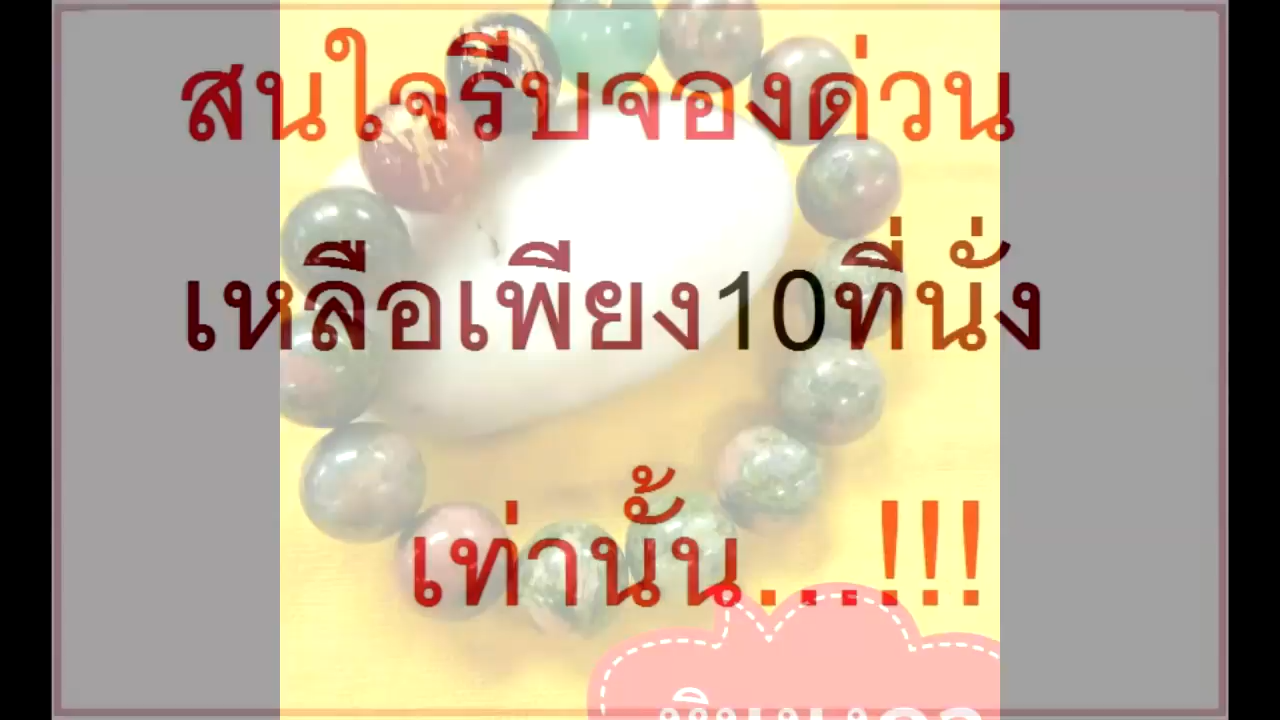 สนใจรีบจองด่วน
เหลือเพียง10ที่นั่ง
เท่านั้น....!!!